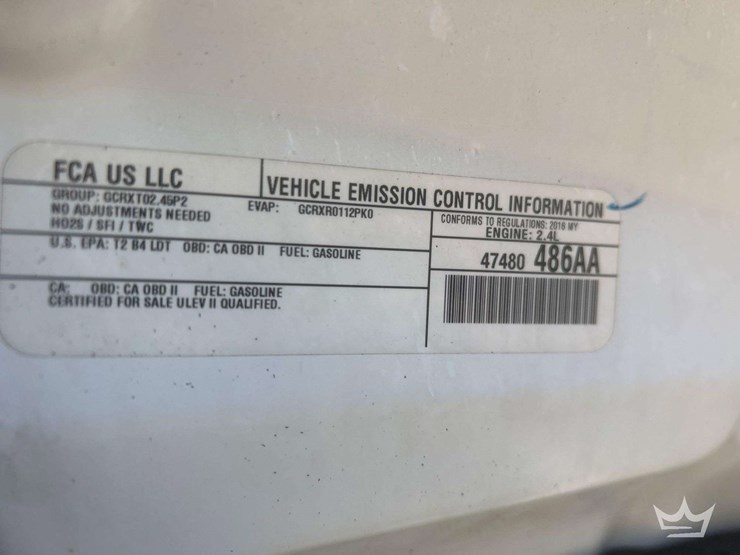 FCA US LLC
VEHICLE EMISSION CONTROL INFORMATION
GROUP: GCRXT02.45P2
EVAP: GCRXR0112PK0
NO ADJUSTMENTS NEEDED
HO2S / SFI / TWC
CONFORMS TO REGULATIONS: 2016 MY
ENGINE: 2.4L
U.S. EPA: T2 B4 LDT OBD: CA OBD II FUEL: GASOLINE
47480 486AA
CA: OBD: CA OBD II FUEL: GASOLINE
CERTIFIED FOR SALE ULEV II QUALIFIED.